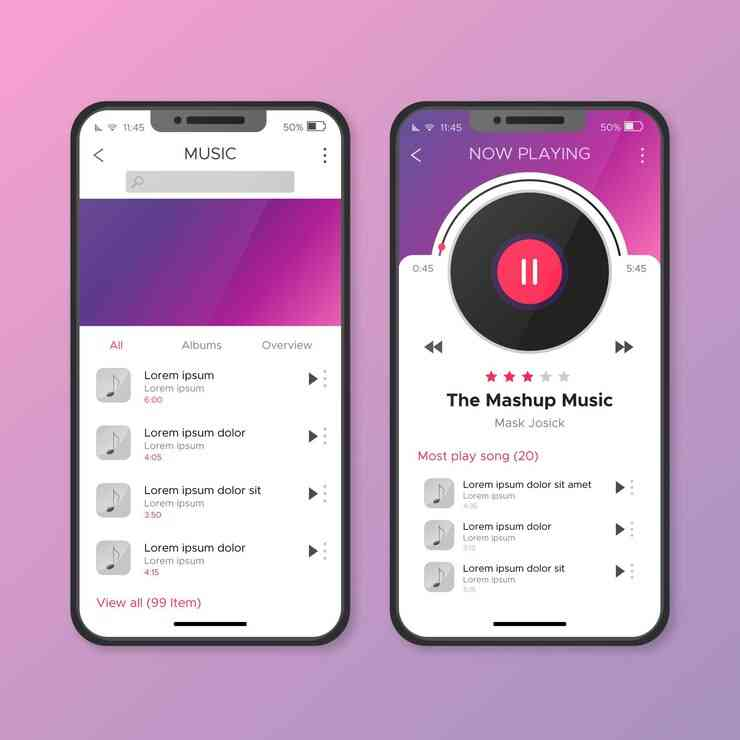 11:45
50%
MUSIC
All
Albums
Overview
Lorem ipsum
Lorem ipsum
6:00
Lorem ipsum dolor
Lorem ipsum
4:05
Lorem ipsum dolor sit
Lorem ipsum
3:50
Lorem ipsum dolor
Lorem ipsum
4:15
View all (99 Item)
11:45
50%
NOW PLAYING
0:45
5:45
The Mashup Music
Mask Josick
Most play song (20)
Lorem ipsum dolor sit amet
Lorem ipsum
Lorem ipsum dolor
Lorem ipsum
Lorem ipsum dolor sit
Lorem ipsum